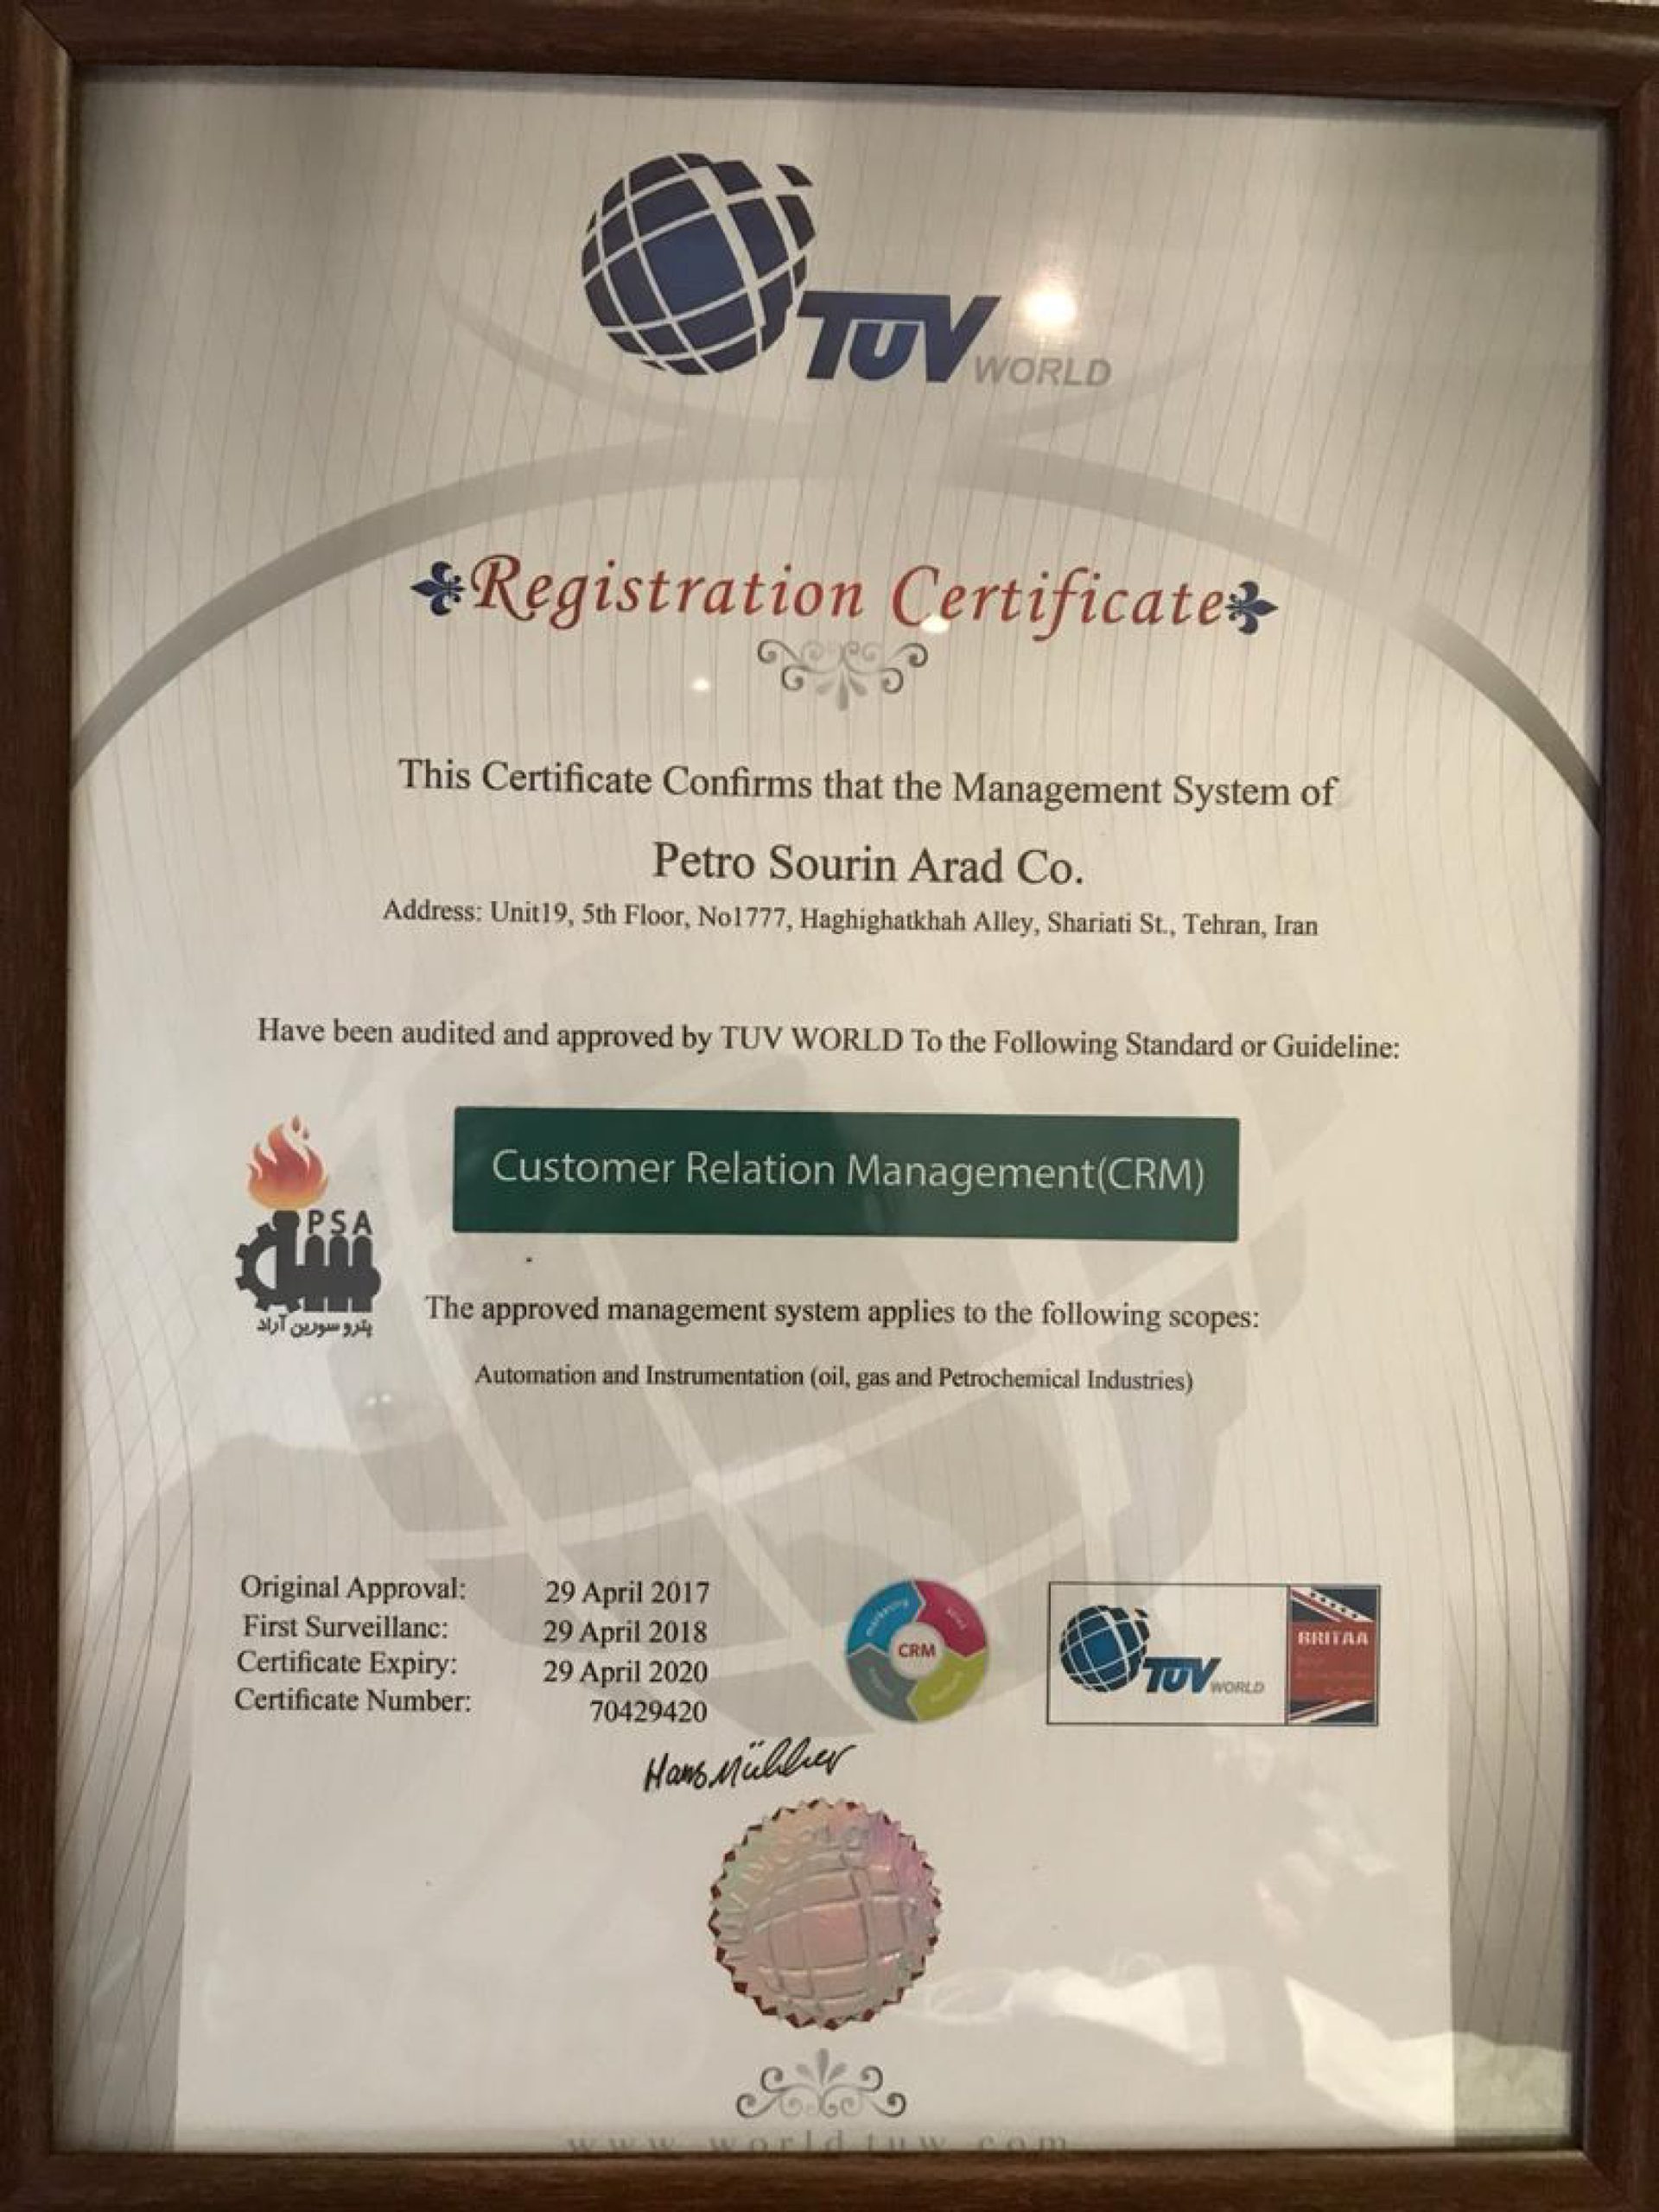 TUV WORLD
Registration Certificate
This Certificate Confirms that the Management System of
Petro Sourin Arad Co.
Address: Unit19, 5th Floor, No1777, Haghighatkhah Alley, Shariati St., Tehran, Iran
Have been audited and approved by TUV WORLD To the Following Standard or Guideline:
Customer Relation Management(CRM)
PSA
پترو سورین آراد
The approved management system applies to the following scopes:
Automation and Instrumentation (oil, gas and Petrochemical Industries)
Original Approval: 29 April 2017
First Surveillanc: 29 April 2018
Certificate Expiry: 29 April 2020
Certificate Number: 70429420
marketing
CRM
TUV WORLD
BRITAA
Hans